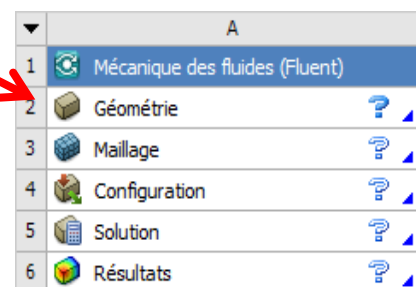 A
1 Mécanique des fluides (Fluent)
2 Géométrie ?
3 Maillage ?
4 Configuration ?
5 Solution ?
6 Résultats ?